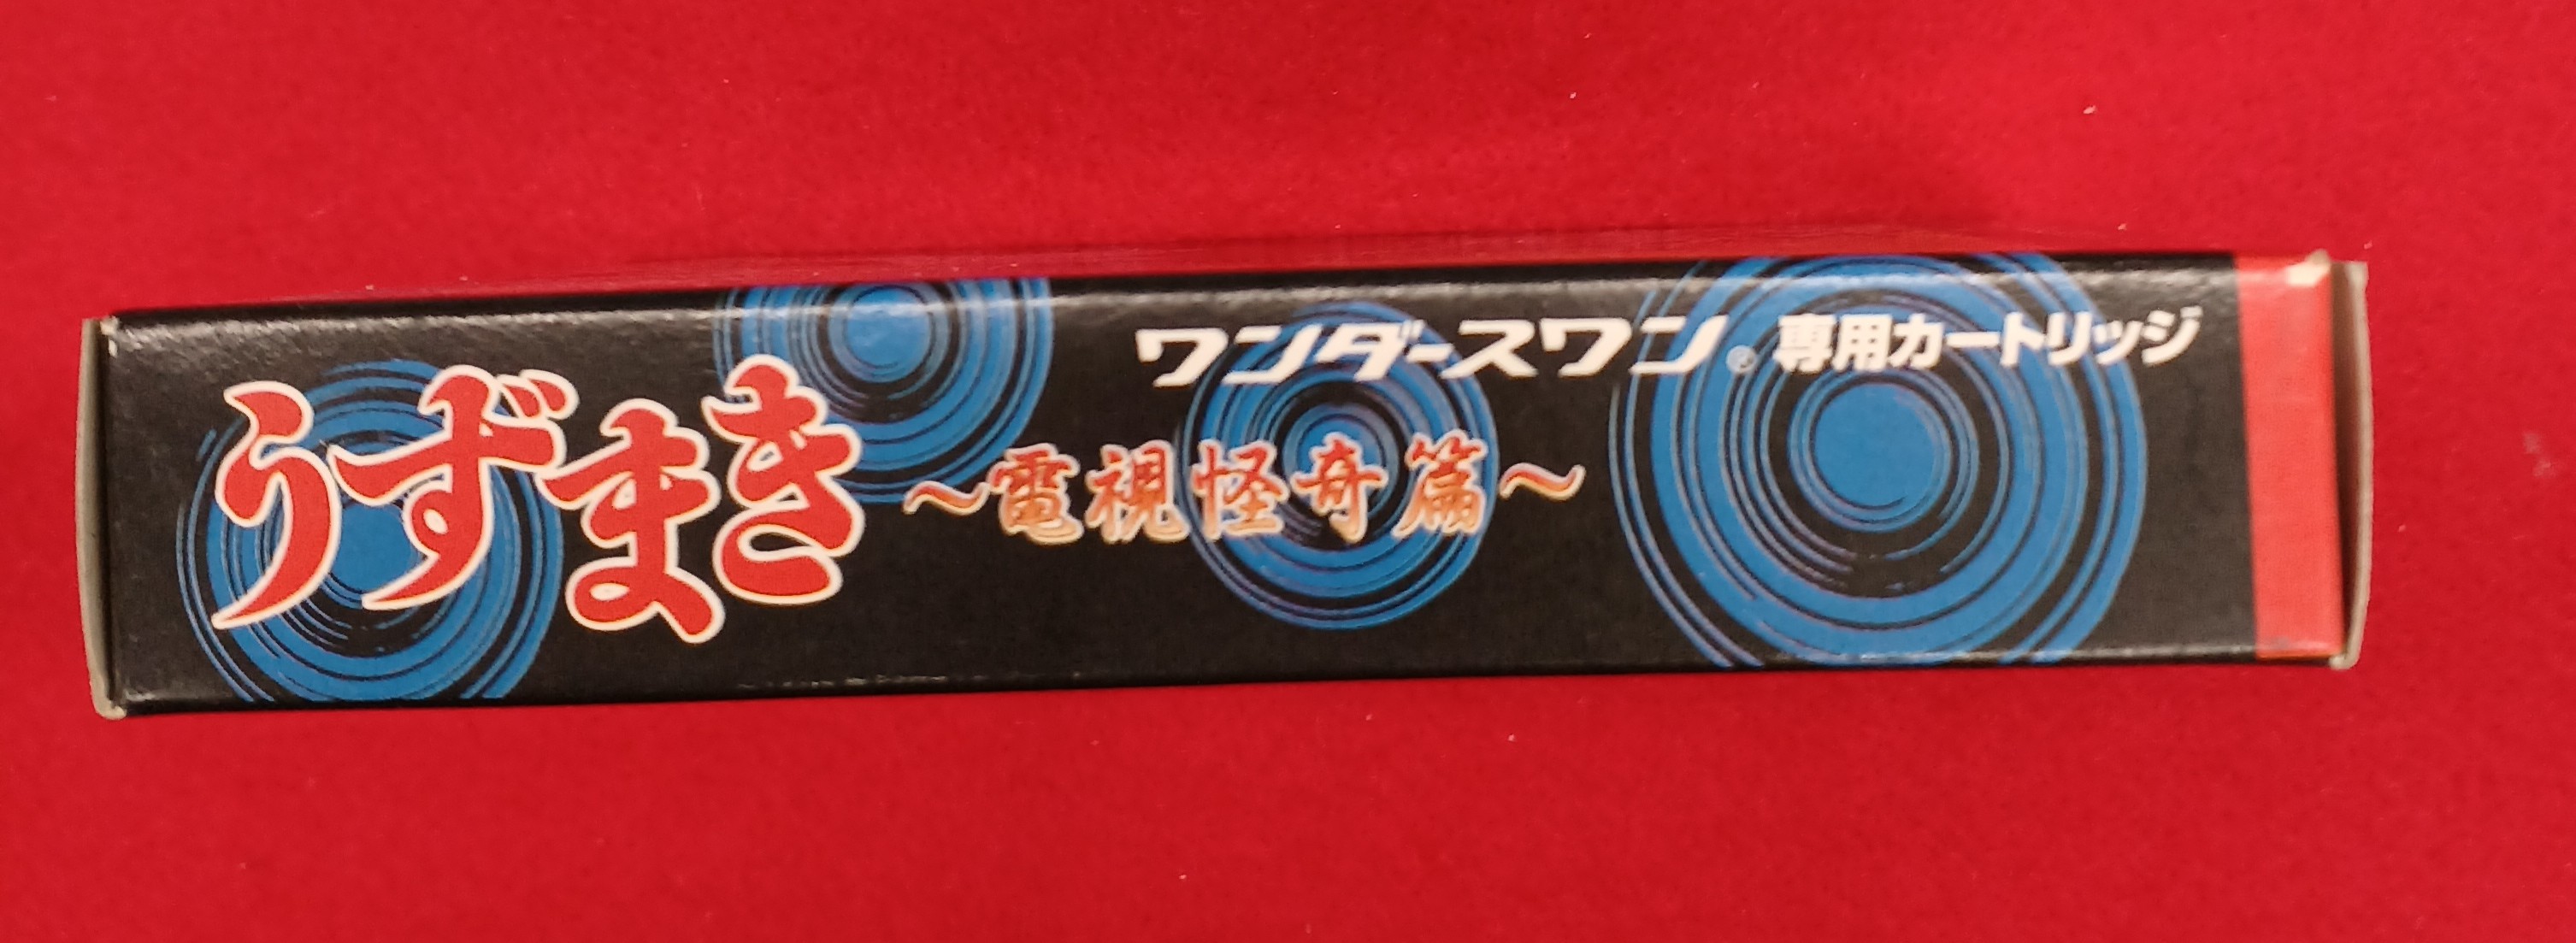 ワンダースワン® 専用カートリッジ
うずまき
~電視怪奇篇~